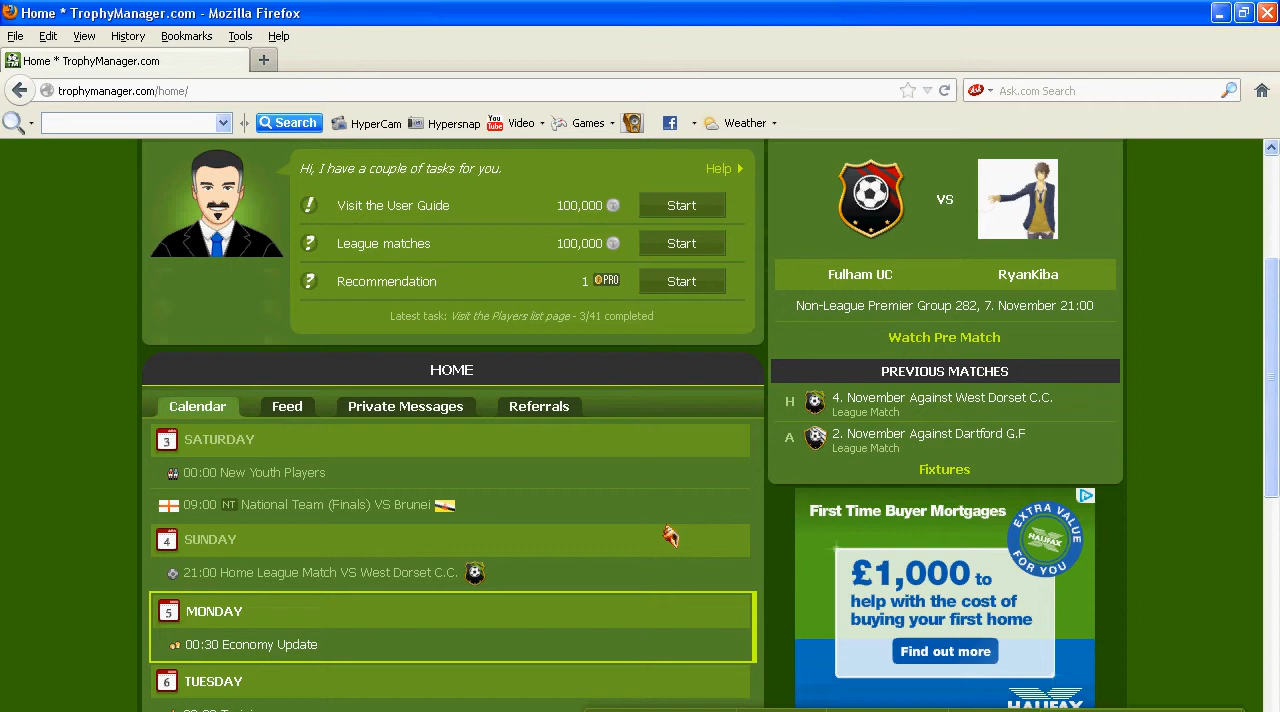 Home * TrophyManager.com - Mozilla Firefox
File Edit View History Bookmarks Tools Help
Home * TrophyManager.com
trophymanager.com/home/
Ask Ask.com Search
Search HyperCam Hypersnap You Tube Video Games Weather
Hi, I have a couple of tasks for you. Help
Visit the User Guide 100,000 Start
League matches 100,000 Start
Recommendation 1 PRO Start
Latest task: Visit the Players list page - 3/41 completed
VS
Fulham UC RyanKiba
Non-League Premier Group 282, 7. November 21:00
Watch Pre Match
PREVIOUS MATCHES
H 4. November Against West Dorset C.C.
League Match
A 2. November Against Dartford G.F
League Match
Fixtures
HOME
Calendar Feed Private Messages Referrals
3 SATURDAY
00:00 New Youth Players
09:00 NT National Team (Finals) VS Brunei
4 SUNDAY
21:00 Home League Match VS West Dorset C.C.
5 MONDAY
00:30 Economy Update
6 TUESDAY
First Time Buyer Mortgages
EXTRA VALUE FOR YOU
HALIFAX
£1,000 to
help with the cost of
buying your first home
Find out more
HALIFAX